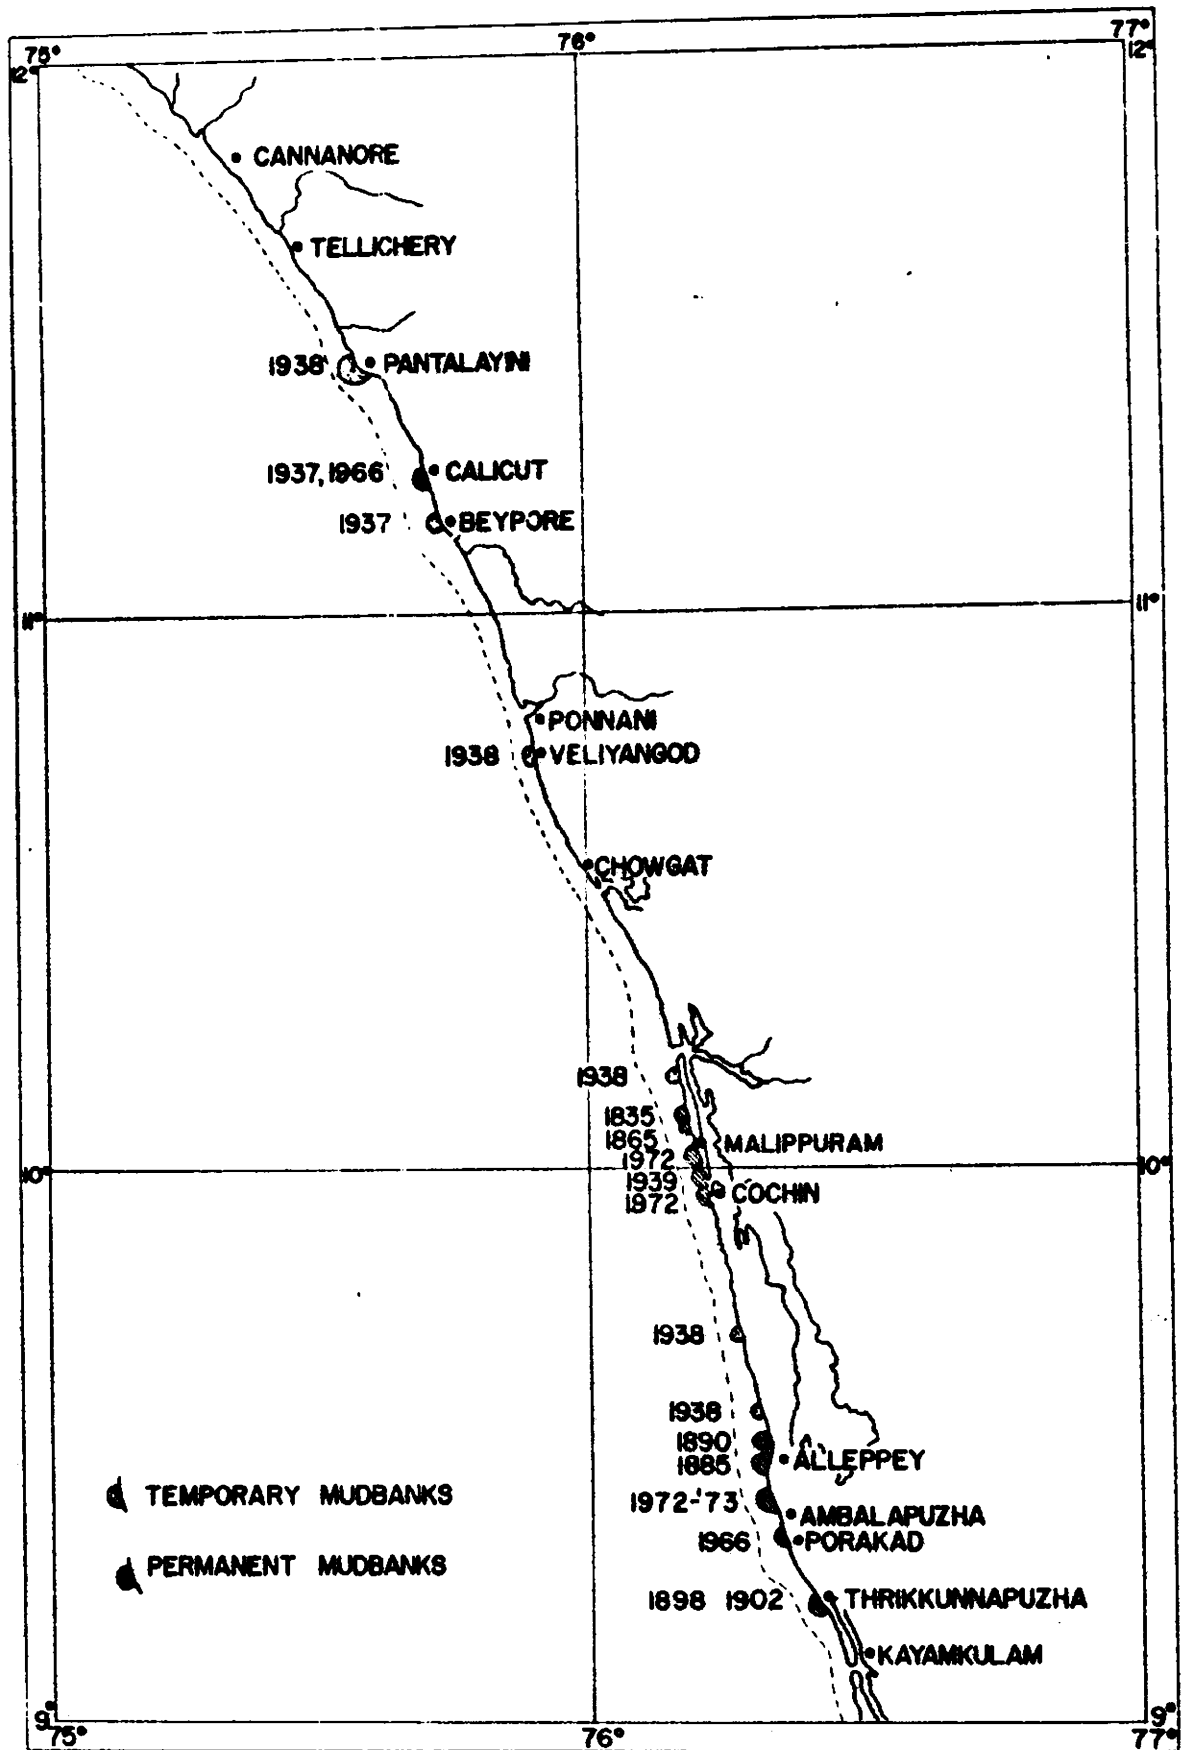 75° 76° 77°
12° 12°
CANNANORE
TELLICHERY
1938 PANTALAYINI
1937, 1966 CALICUT
1937 BEYPORE
11° 11°
PONNANI
1938 VELIYANGOD
CHOWGAT
1938
1835
1865 MALIPPURAM
1972
10° 10°
1939 COCHIN
1972
1938
1938
1890
1885 ALLEPPEY
TEMPORARY MUDBANKS
1972-'73 AMBALAPUZHA
1966 PORAKAD
PERMANENT MUDBANKS
1898 1902 THRIKKUNNAPUZHA
KAYAMKULAM
9° 9°
75° 76° 77°